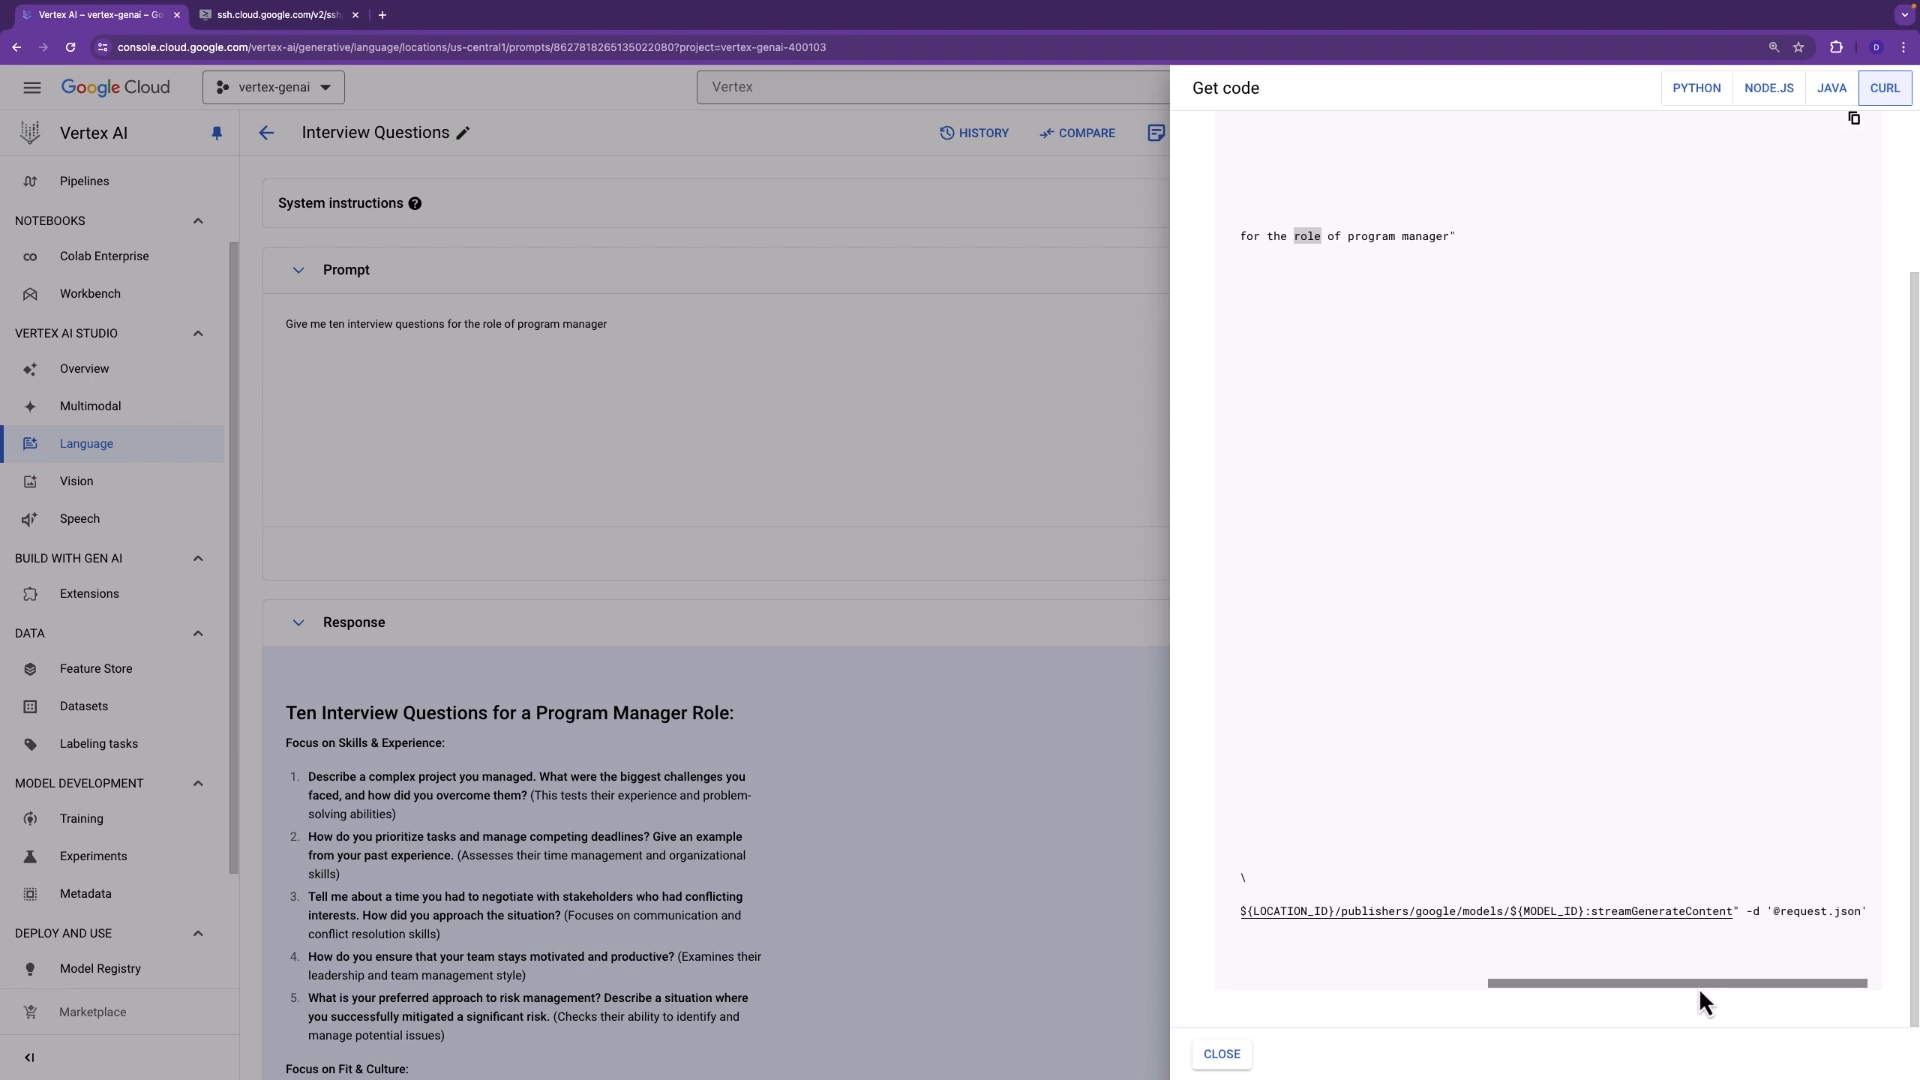 Vertex AI – vertex-genai – Go
ssh.cloud.google.com/v2/ssh
console.cloud.google.com/vertex-ai/generative/language/locations/us-central1/prompts/8627818265135022080?project=vertex-genai-400103
D
Google Cloud
vertex-genai
Vertex
Vertex AI
Pipelines
NOTEBOOKS
Colab Enterprise
Workbench
VERTEX AI STUDIO
Overview
Multimodal
Language
Vision
Speech
BUILD WITH GEN AI
Extensions
DATA
Feature Store
Datasets
Labeling tasks
MODEL DEVELOPMENT
Training
Experiments
Metadata
DEPLOY AND USE
Model Registry
Marketplace
Interview Questions
HISTORY
COMPARE
System instructions
Prompt
Give me ten interview questions for the role of program manager
Response
Ten Interview Questions for a Program Manager Role:
Focus on Skills & Experience:
1. Describe a complex project you managed. What were the biggest challenges you
faced, and how did you overcome them? (This tests their experience and problem-
solving abilities)
2. How do you prioritize tasks and manage competing deadlines? Give an example
from your past experience. (Assesses their time management and organizational
skills)
3. Tell me about a time you had to negotiate with stakeholders who had conflicting
interests. How did you approach the situation? (Focuses on communication and
conflict resolution skills)
4. How do you ensure that your team stays motivated and productive? (Examines their
leadership and team management style)
5. What is your preferred approach to risk management? Describe a situation where
you successfully mitigated a significant risk. (Checks their ability to identify and
manage potential issues)
Focus on Fit & Culture:
Get code
PYTHON
NODE.JS
JAVA
CURL
for the role of program manager"
\
${LOCATION_ID}/publishers/google/models/${MODEL_ID}:streamGenerateContent" -d '@request.json'
CLOSE